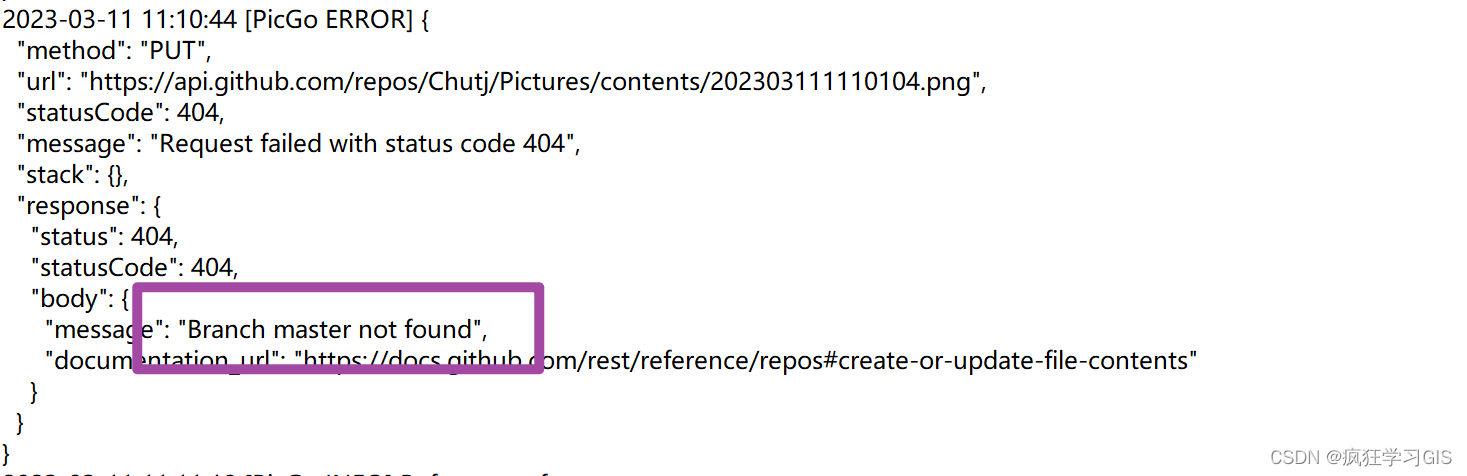 2023-03-11 11:10:44 [PicGo ERROR] {
"method": "PUT",
"url": "https://api.github.com/repos/Chutj/Pictures/contents/202303111110104.png",
"statusCode": 404,
"message": "Request failed with status code 404",
"stack": {},
"response": {
"status": 404,
"statusCode": 404,
"body": {
"message": "Branch master not found",
"documentation_url": "https://docs.github.com/rest/reference/repos#create-or-update-file-contents"
}
}
}
CSDN @疯狂学习GIS